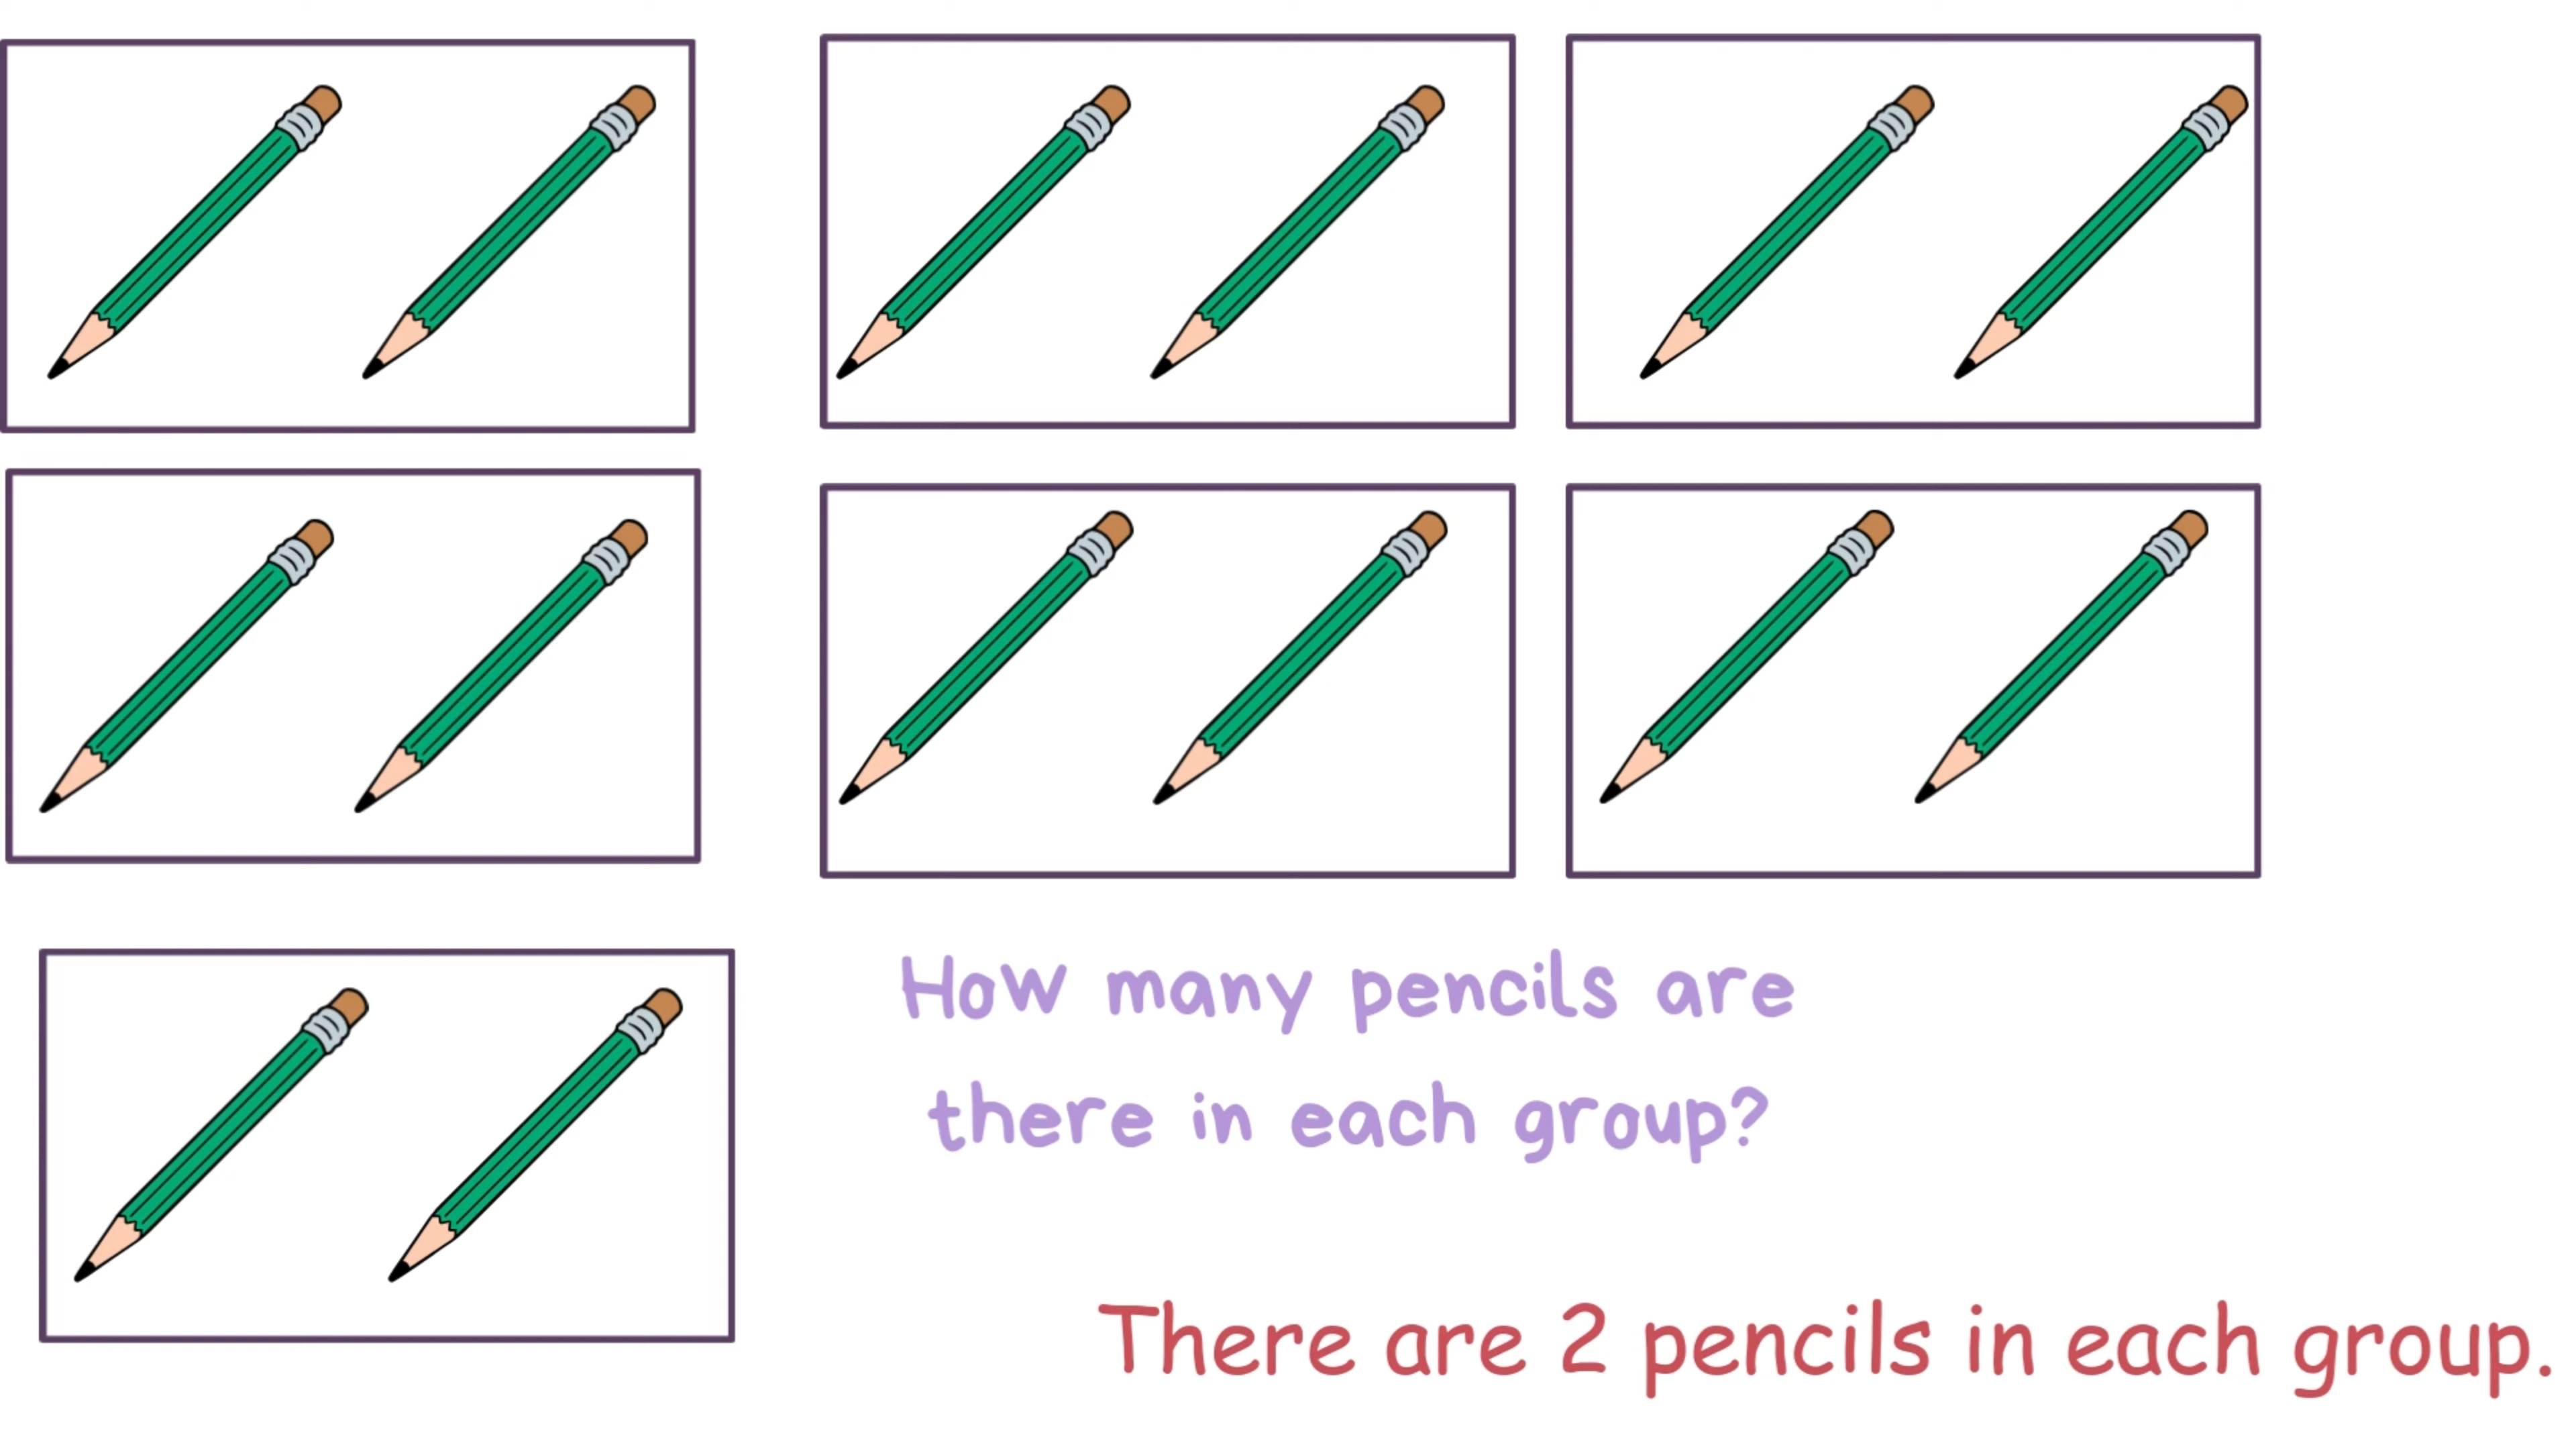 How many pencils are
there in each group?
There are 2 pencils in each group.